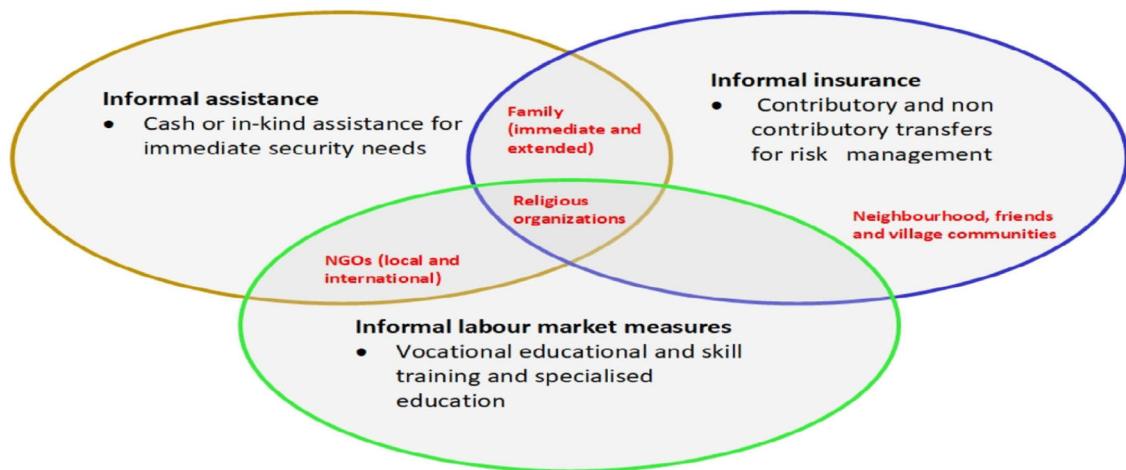 Informal assistance
● Cash or in-kind assistance for
immediate security needs
Family
(immediate and
extended)
Informal insurance
● Contributory and non
contributory transfers
for risk management
Religious
organizations
Neighbourhood, friends
and village communities
NGOs (local and
international)
Informal labour market measures
● Vocational educational and skill
training and specialised
education